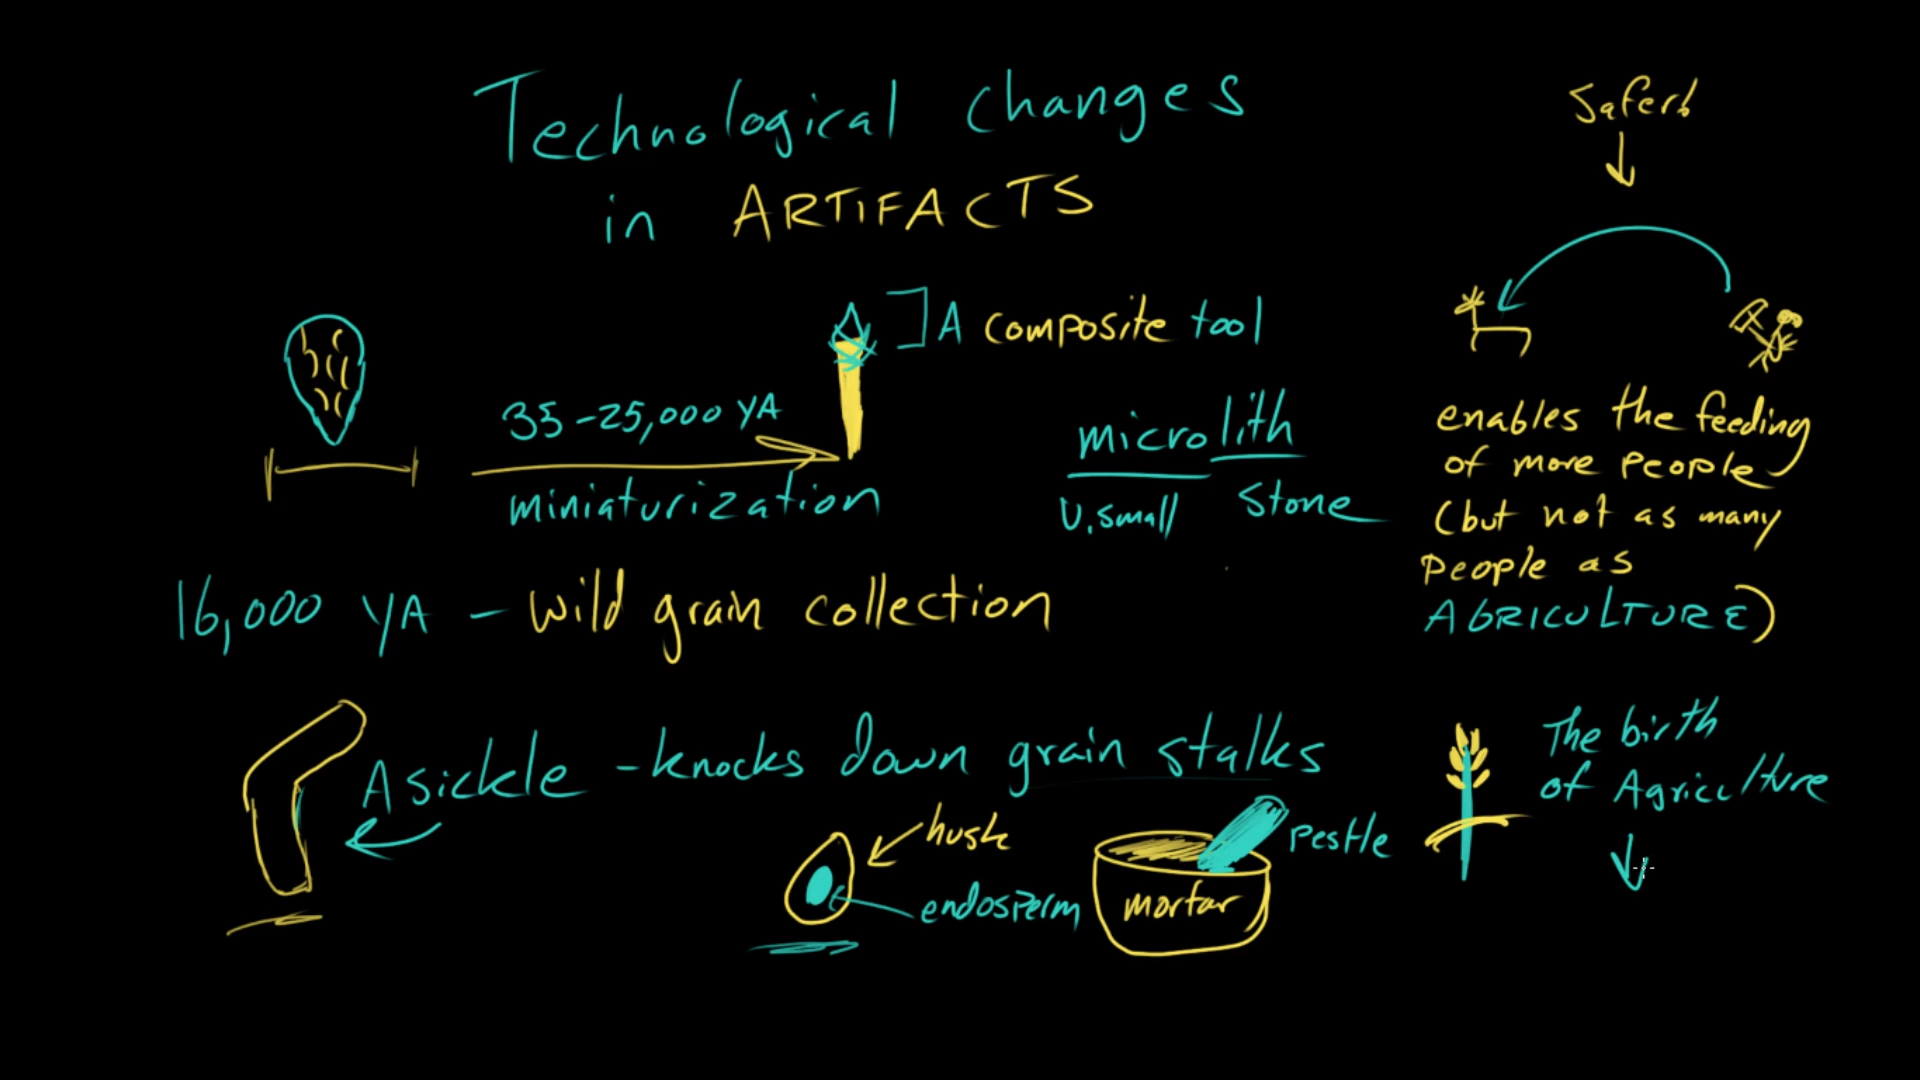 Technological changes
in ARTIFACTS
Safer!
A composite tool
35-25,000 YA
miniaturization
microlith
V.small stone
enables the feeding
of more people
(but not as many
people as
AGRICULTURE)
16,000 YA - wild grain collection
A sickle - knocks down grain stalks
husk
endosperm
mortar
pestle
The birth
of Agriculture